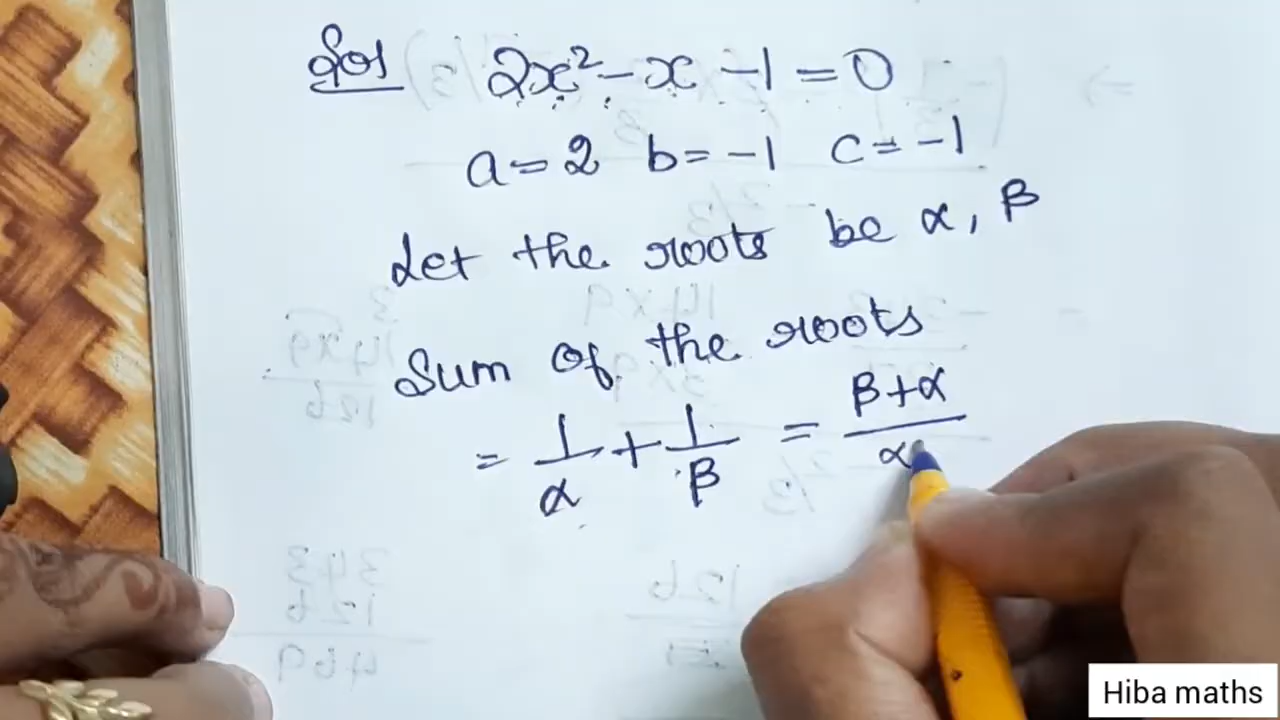 Sol 2x² - x - 1 = 0
a = 2 b = -1 c = -1
Let the roots be α, β
Sum of the roots
= 1/α + 1/β = β+α/α
Hiba maths